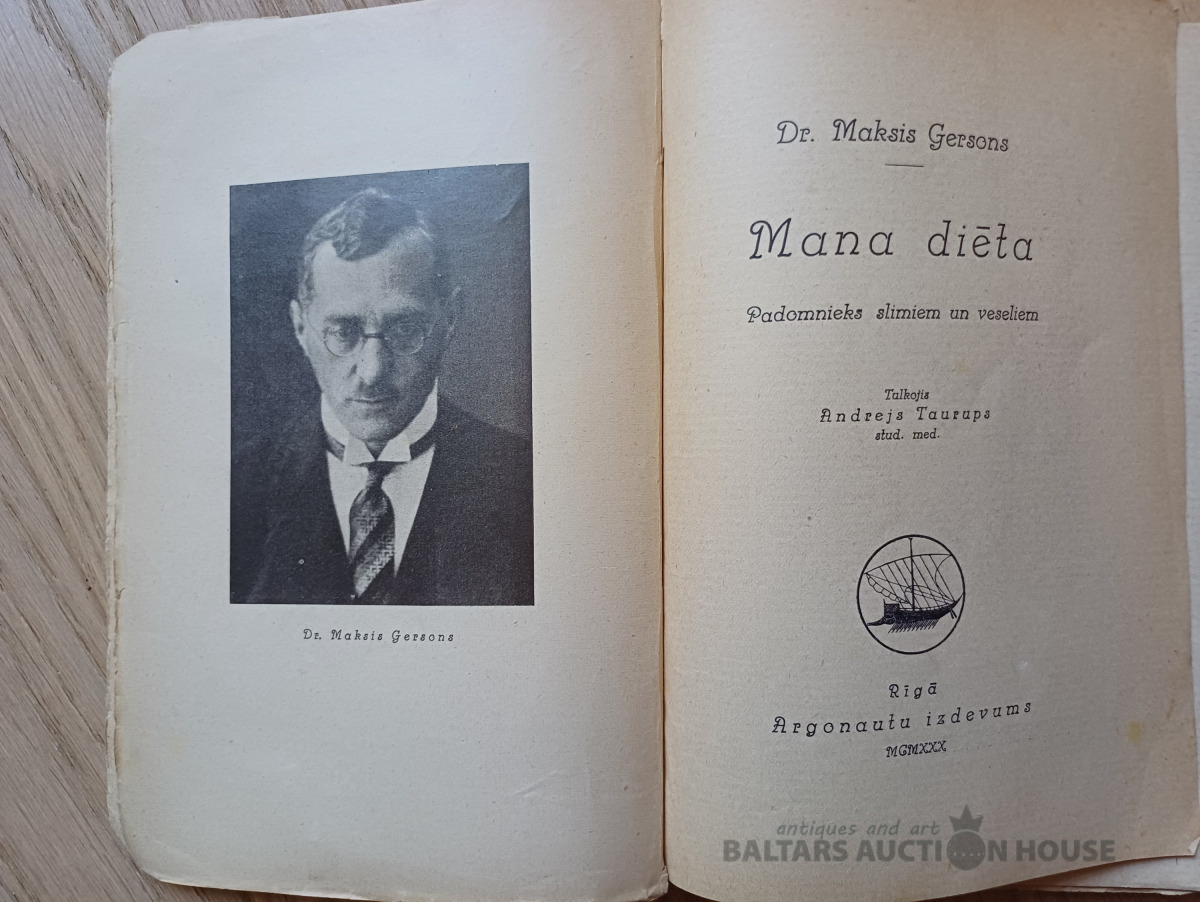 Dr. Maksis Gersons
Dr. Maksis Gersons
Mana diēta
Padomnieks slimiem un veseliem
Talkojis
Andrejs Taurups
stud. med.
Rīgā
Argonautu izdevums
MCMXXX
antiques and art
BALTARS AUCTION HOUSE